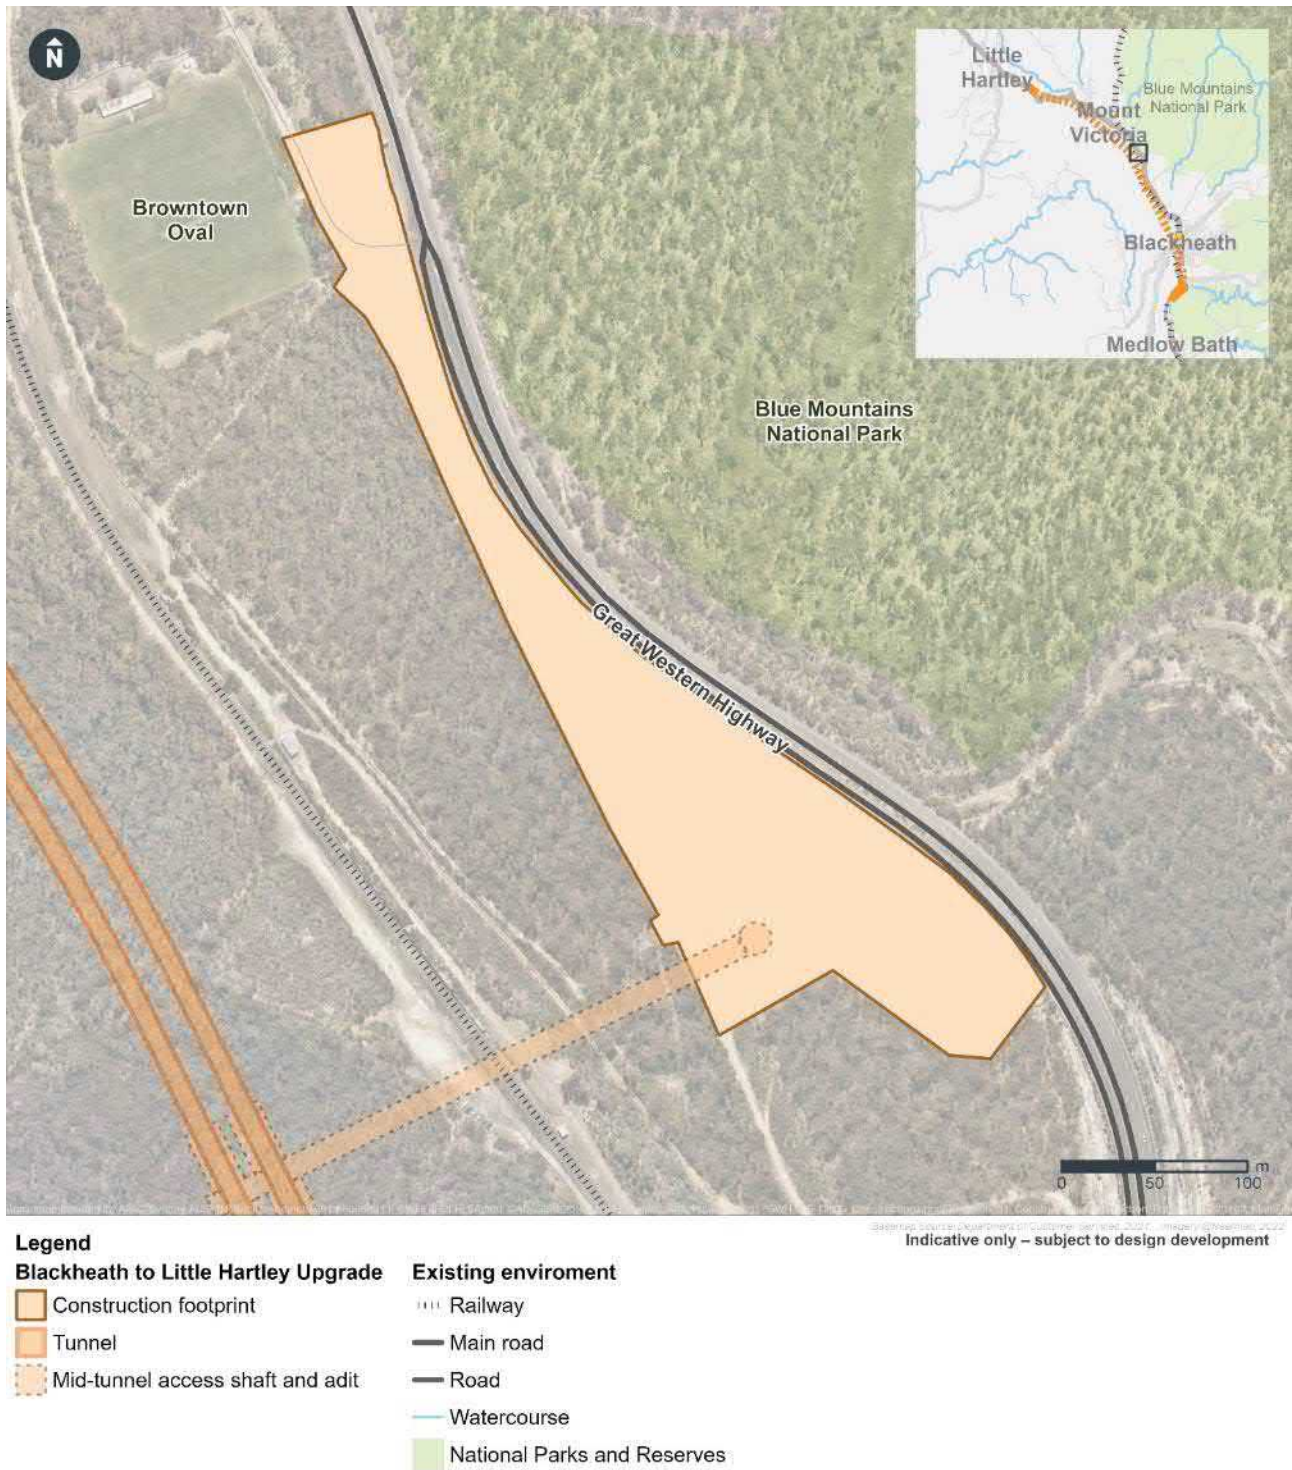 N
Little
Hartley
Mount
Victoria
Blue Mountains
National Park
Blackheath
Medlow Bath
Browntown
Oval
Blue Mountains
National Park
Great Western Highway
m
0 50 100
Indicative only – subject to design development
Legend
Blackheath to Little Hartley Upgrade
Construction footprint
Tunnel
Mid-tunnel access shaft and adit
Existing enviroment
Railway
Main road
Road
Watercourse
National Parks and Reserves